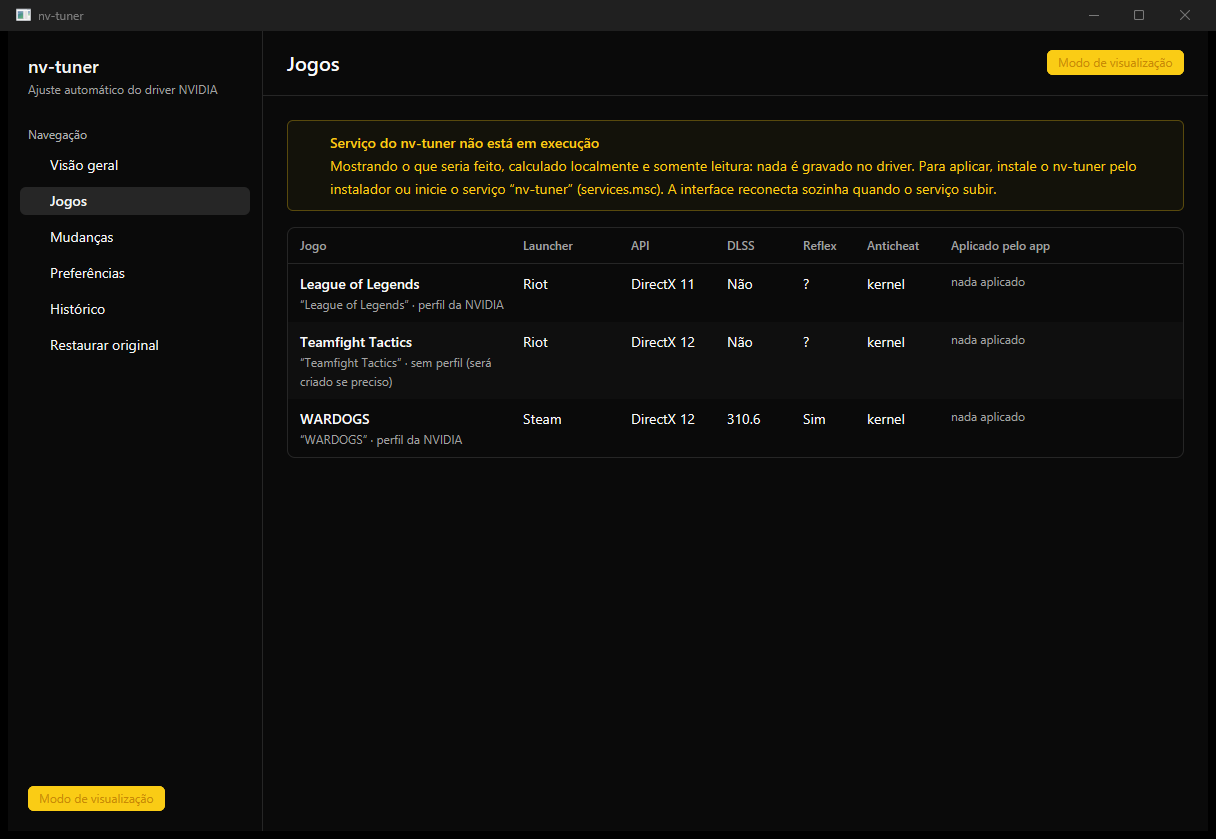 nv-tuner
nv-tuner
Ajuste automático do driver NVIDIA
Navegação
Visão geral
Jogos
Mudanças
Preferências
Histórico
Restaurar original
Modo de visualização
Jogos
Modo de visualização
Serviço do nv-tuner não está em execução
Mostrando o que seria feito, calculado localmente e somente leitura: nada é gravado no driver. Para aplicar, instale o nv-tuner pelo
instalador ou inicie o serviço “nv-tuner” (services.msc). A interface reconecta sozinha quando o serviço subir.
Jogo Launcher API DLSS Reflex Anticheat Aplicado pelo app
League of Legends Riot DirectX 11 Não ? kernel nada aplicado
“League of Legends” · perfil da NVIDIA
Teamfight Tactics Riot DirectX 12 Não ? kernel nada aplicado
“Teamfight Tactics” · sem perfil (será
criado se preciso)
WARDOGS Steam DirectX 12 310.6 Sim kernel nada aplicado
“WARDOGS” · perfil da NVIDIA